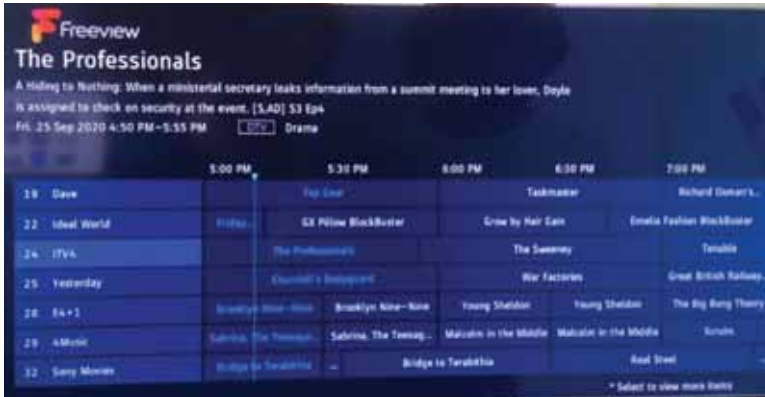 Freeview
The Professionals
A Hiding to Nothing: When a ministerial secretary leaks information from a summit meeting to her lover, Doyle
is assigned to check on security at the event. [S,AD] S3 Ep4
Fri, 25 Sep 2020 4:50 PM-5:55 PM DTV Drama
5:00 PM 5:30 PM 6:00 PM 6:30 PM 7:00 PM
19 Dave Top Gear Taskmaster Richard Osman's...
22 Ideal World Friday... GX Pillow BlockBuster Grow by Hair Gain Emelia Fashion BlockBuster
24 ITV4 The Professionals The Sweeney Tenable
25 Yesterday Churchill's Bodyguard War Factories Great British Railway...
28 E4+1 Brooklyn Nine-Nine Brooklyn Nine-Nine Young Sheldon Young Sheldon The Big Bang Theory
29 4Music Sabrina, The Teenag... Sabrina, The Teenag... Malcolm in the Middle Malcolm in the Middle Scrubs
32 Sony Movies Bridge to Terabithia ... Bridge to Terabithia Real Steel
* Select to view more items